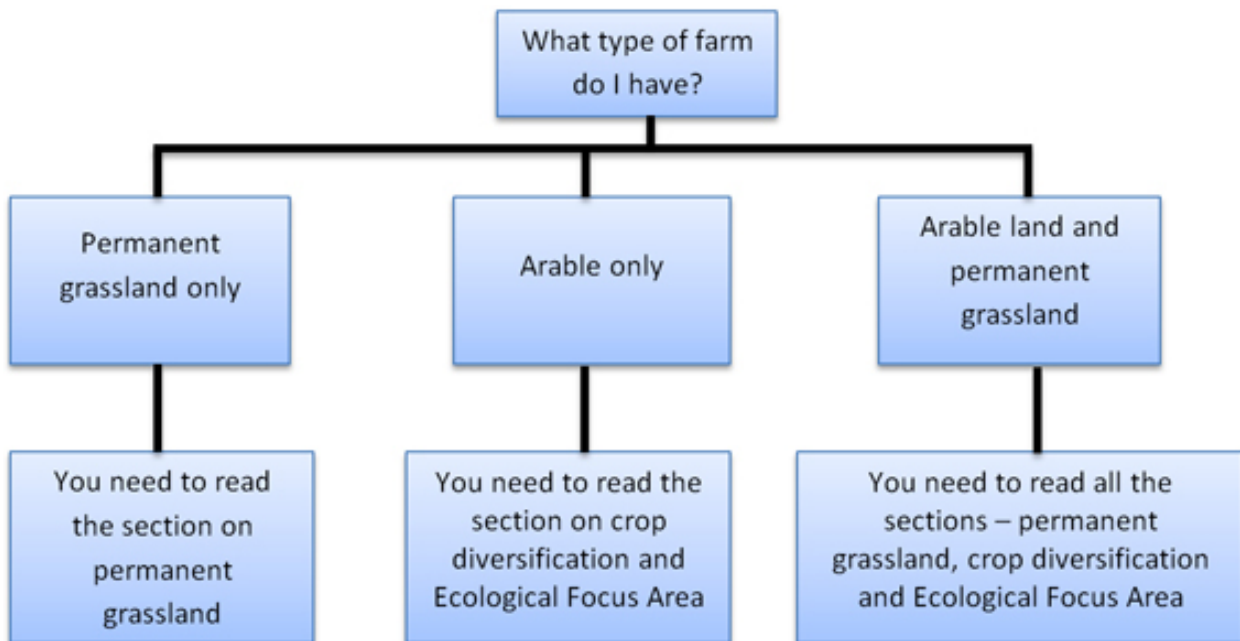 What type of farm
do I have?
Permanent
grassland only
Arable only
Arable land and
permanent
grassland
You need to read
the section on
permanent
grassland
You need to read the
section on crop
diversification and
Ecological Focus Area
You need to read all the
sections – permanent
grassland, crop diversification
and Ecological Focus Area